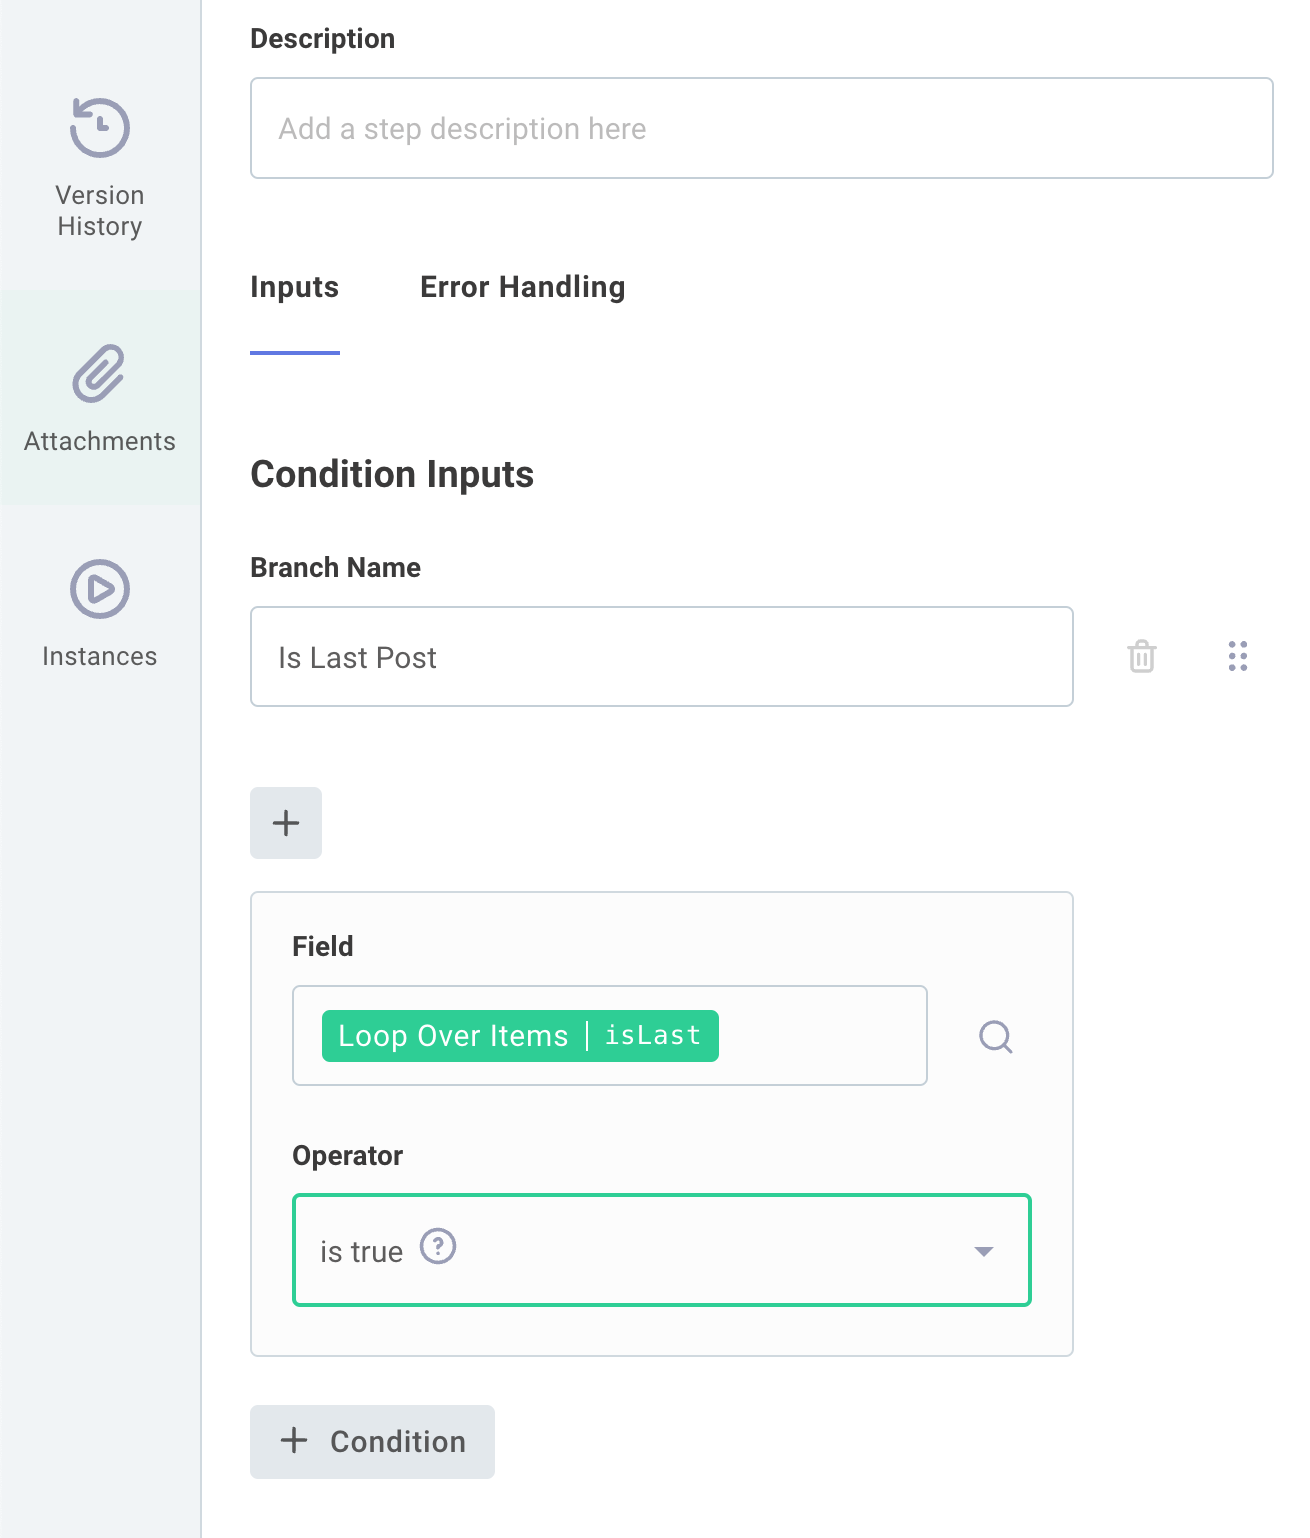 Version
History
Attachments
Instances
Description
Add a step description here
Inputs
Error Handling
Condition Inputs
Branch Name
Is Last Post
Field
Loop Over Items | isLast
Operator
is true ?
+ Condition